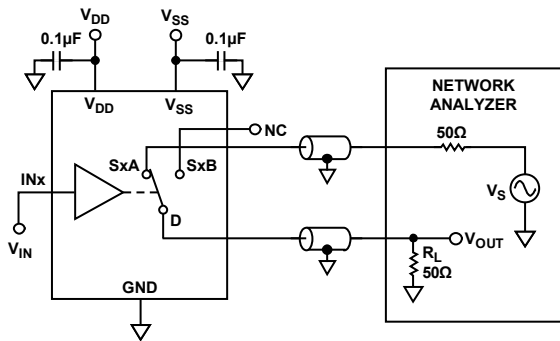 VDD
VSS
0.1µF
0.1µF
VDD
VSS
NETWORK
ANALYZER
NC
50Ω
SxA
SxB
INx
VS
D
VIN
VOUT
RL
50Ω
GND